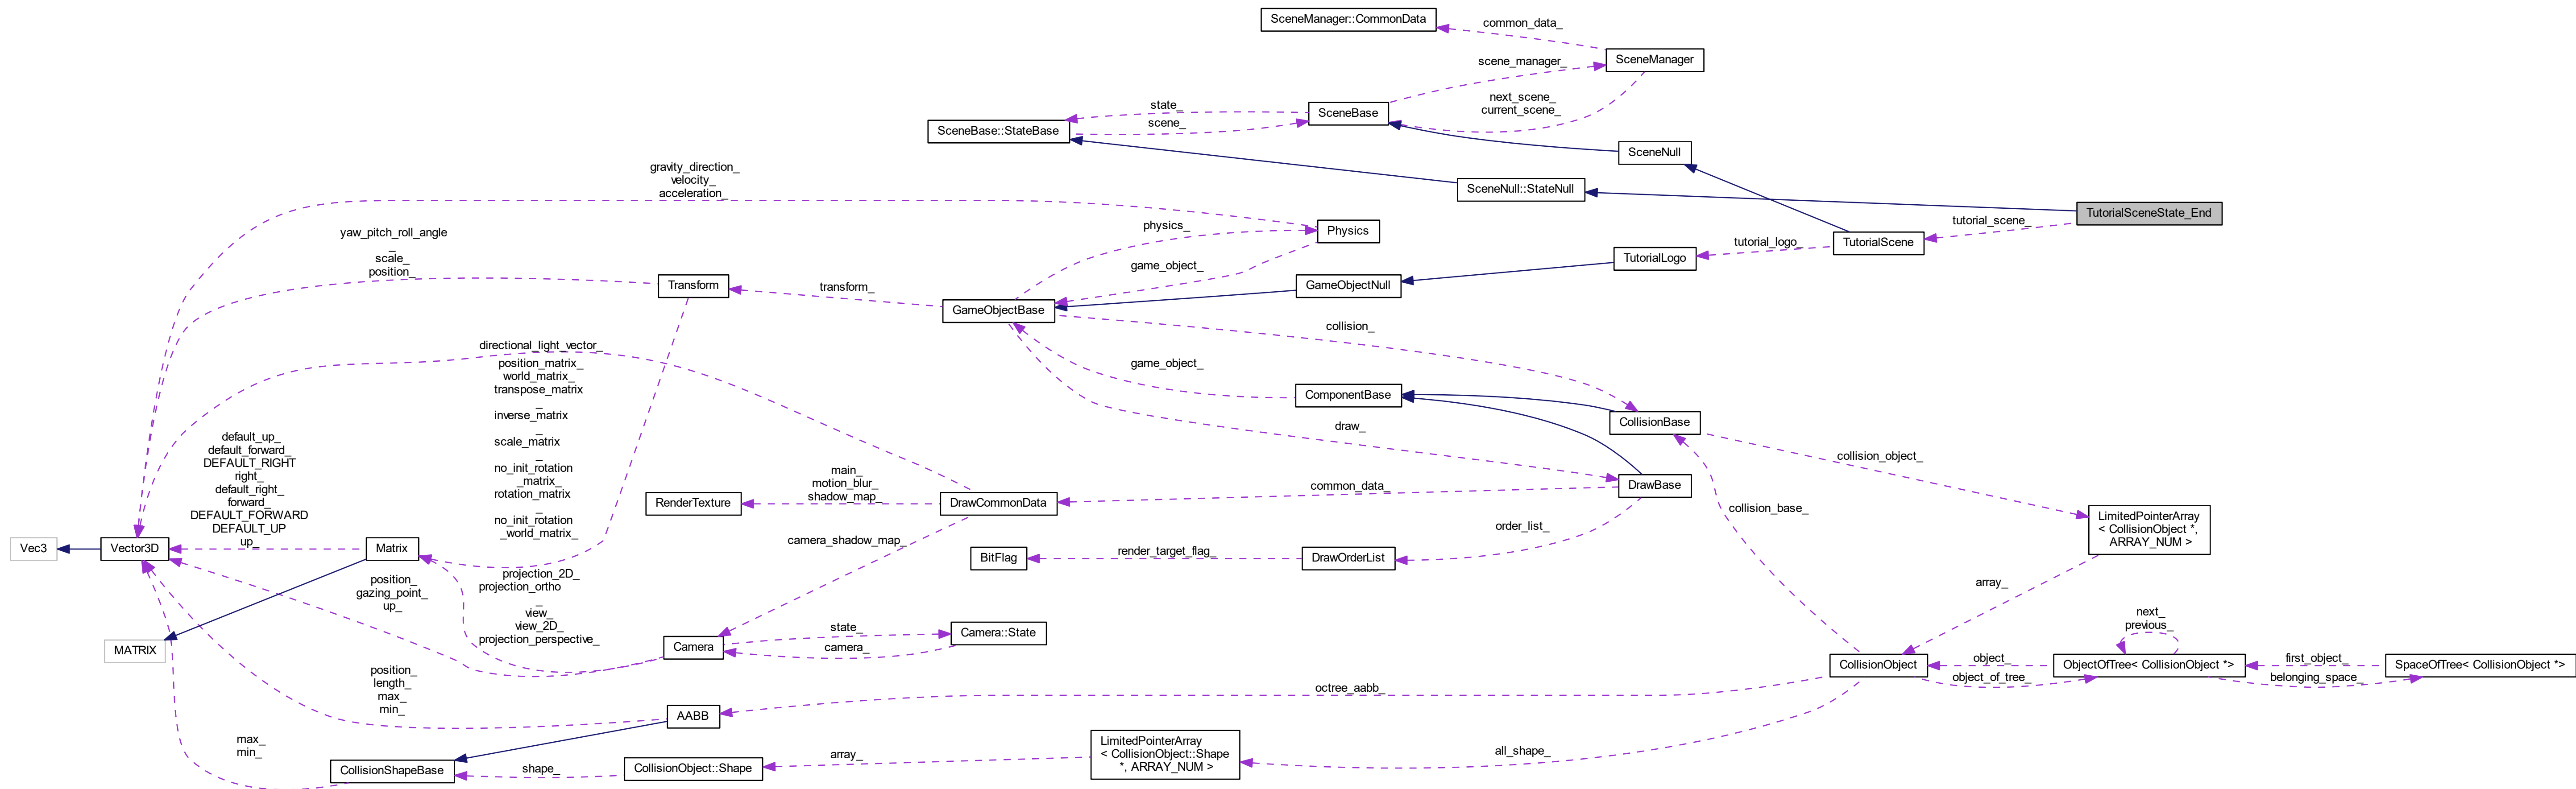 SceneManager::CommonData
common_data_
SceneManager
scene_manager_
next_scene_
current_scene_
state_
SceneBase
scene_
SceneBase::StateBase
SceneNull
gravity_direction_
velocity_
acceleration_
SceneNull::StateNull
TutorialSceneState_End
tutorial_scene_
physics_
Physics
yaw_pitch_roll_angle
_
scale_
position_
TutorialScene
tutorial_logo_
TutorialLogo
game_object_
Transform
transform_
GameObjectNull
GameObjectBase
collision_
directional_light_vector_
position_matrix_
world_matrix_
transpose_matrix
_
inverse_matrix
_
scale_matrix
_
no_init_rotation
_matrix_
rotation_matrix
_
no_init_rotation
_world_matrix_
game_object_
ComponentBase
CollisionBase
draw_
default_up_
default_forward_
DEFAULT_RIGHT
right_
default_right_
forward_
DEFAULT_FORWARD
DEFAULT_UP
up_
collision_object_
main_
motion_blur_
shadow_map_
RenderTexture
DrawCommonData
common_data_
DrawBase
collision_base_
LimitedPointerArray
< CollisionObject *,
ARRAY_NUM >
order_list_
camera_shadow_map_
Vec3
Vector3D
Matrix
BitFlag
render_target_flag_
DrawOrderList
array_
position_
gazing_point_
up_
projection_2D_
projection_ortho
_
view_
view_2D_
projection_perspective_
MATRIX
Camera
state_
camera_
Camera::State
next_
previous_
CollisionObject
object_
object_of_tree_
ObjectOfTree< CollisionObject *>
first_object_
belonging_space_
SpaceOfTree< CollisionObject *>
position_
length_
max_
min_
octree_aabb_
AABB
max_
min_
CollisionShapeBase
shape_
CollisionObject::Shape
array_
LimitedPointerArray
< CollisionObject::Shape
*, ARRAY_NUM >
all_shape_